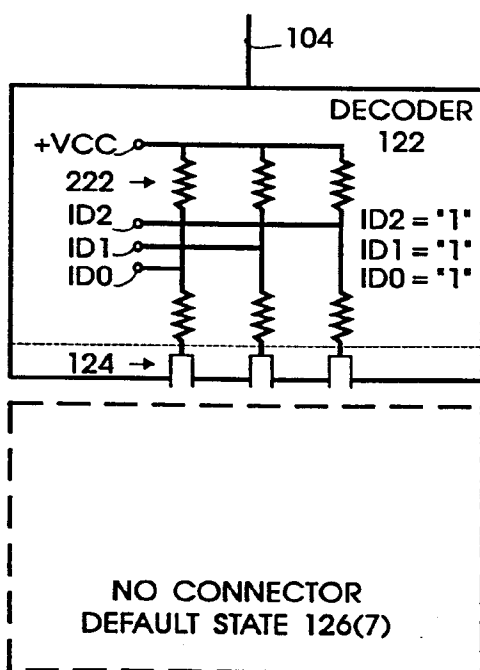 104
DECODER
122
+VCC
222
ID2
ID2 = "1"
ID1
ID1 = "1"
ID0
ID0 = "1"
124
NO CONNECTOR
DEFAULT STATE 126(7)